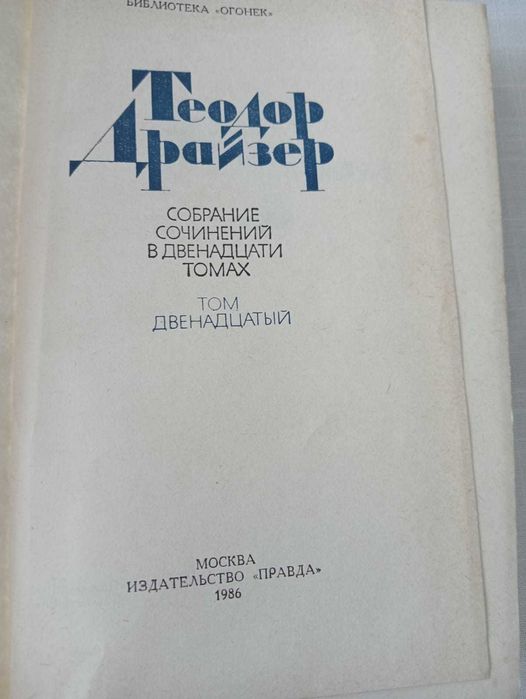 БИБЛИОТЕКА «ОГОНЕК»
Теодор
Драйзер
СОБРАНИЕ
СОЧИНЕНИЙ
В ДВЕНАДЦАТИ
ТОМАХ
ТОМ
ДВЕНАДЦАТЫЙ
МОСКВА
ИЗДАТЕЛЬСТВО «ПРАВДА»
1986